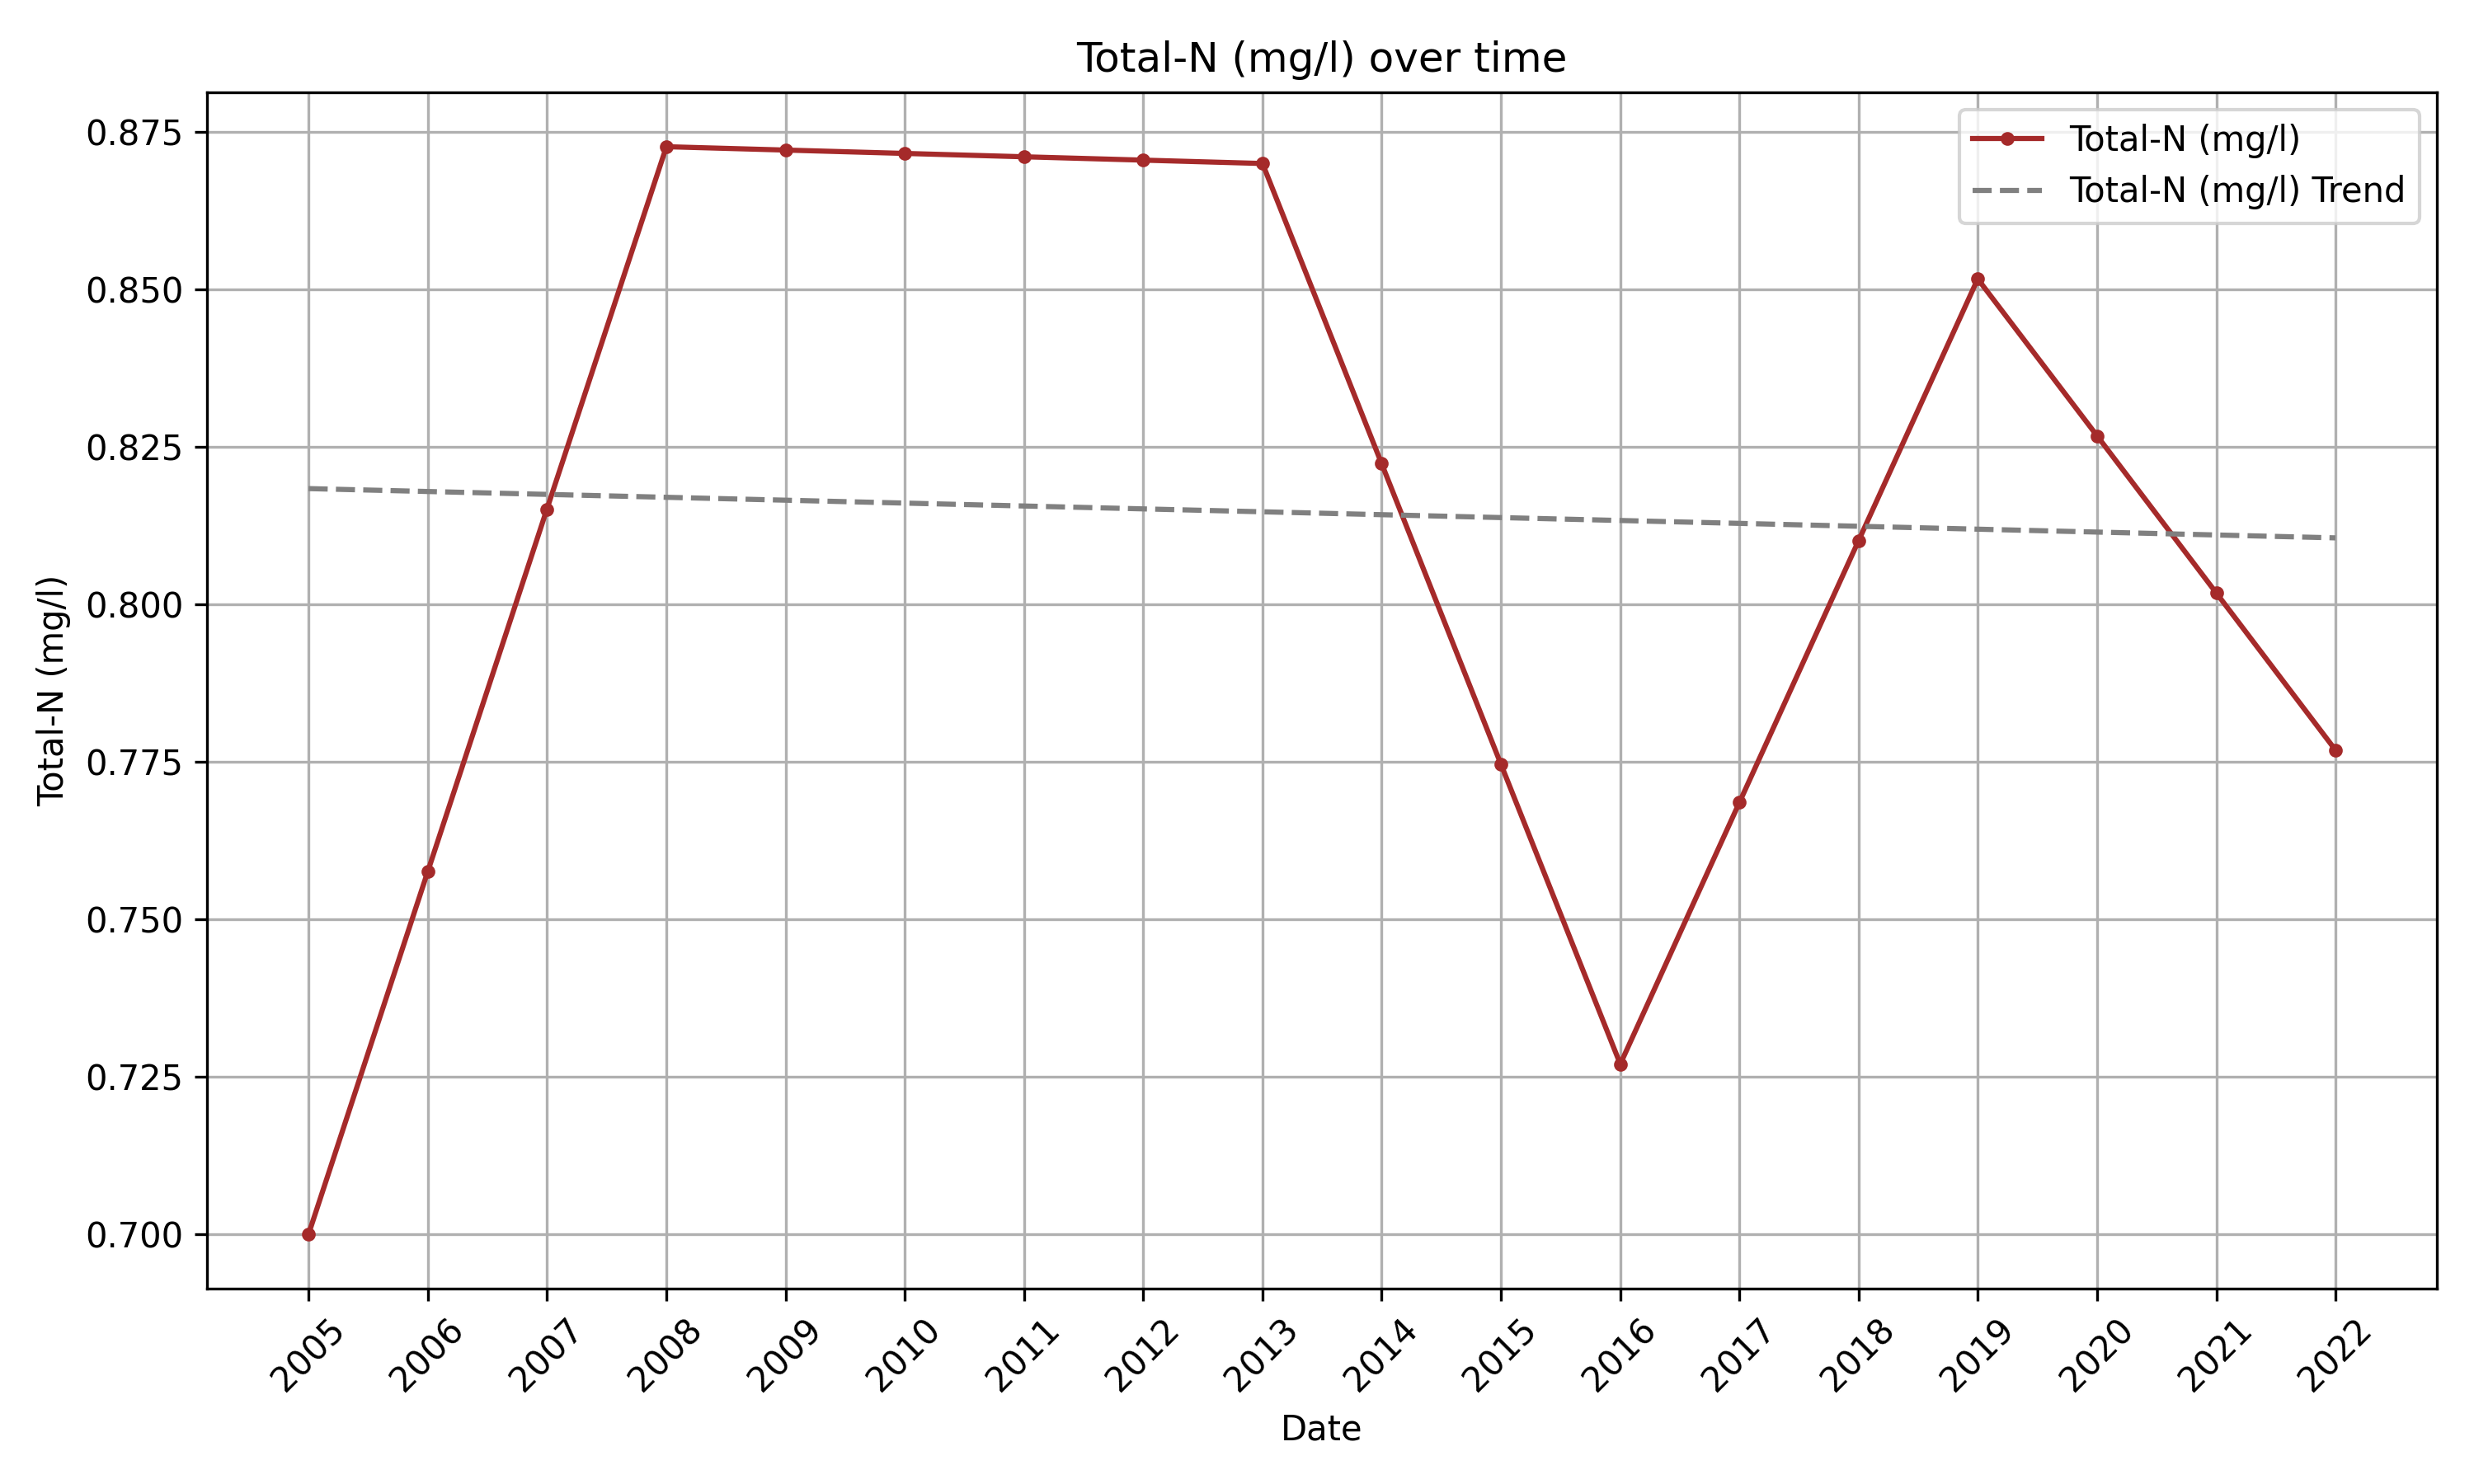 Total-N (mg/l) over time
Total-N (mg/l)
Total-N (mg/l) Trend
Total-N (mg/l)
0.875
0.850
0.825
0.800
0.775
0.750
0.725
0.700
2005 2006 2007 2008 2009 2010 2011 2012 2013 2014 2015 2016 2017 2018 2019 2020 2021 2022
Date